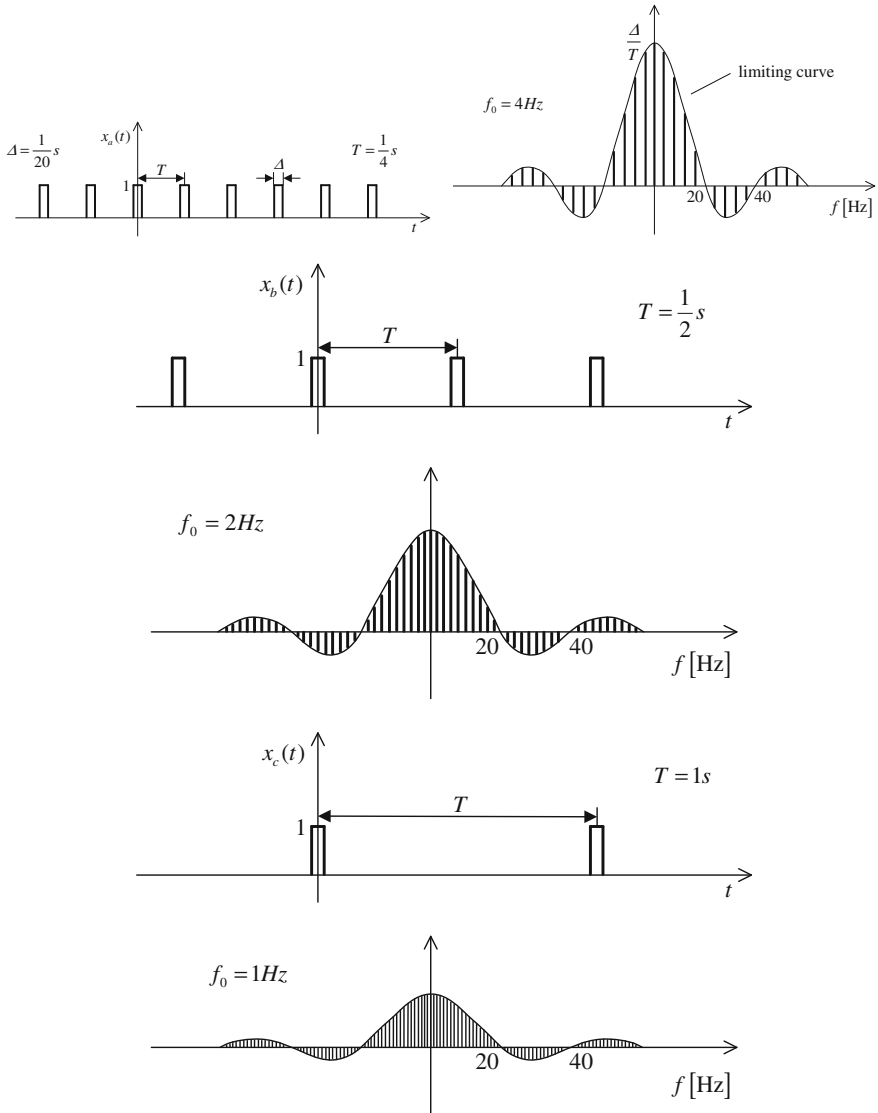 Δ = 1/20 s
x_a(t)
T
Δ
T = 1/4 s
1
t
Δ/T
limiting curve
f_0 = 4Hz
20 40
f [Hz]
x_b(t)
T = 1/2 s
T
1
t
f_0 = 2Hz
20 40
f [Hz]
x_c(t)
T = 1s
T
1
t
f_0 = 1Hz
20 40
f [Hz]